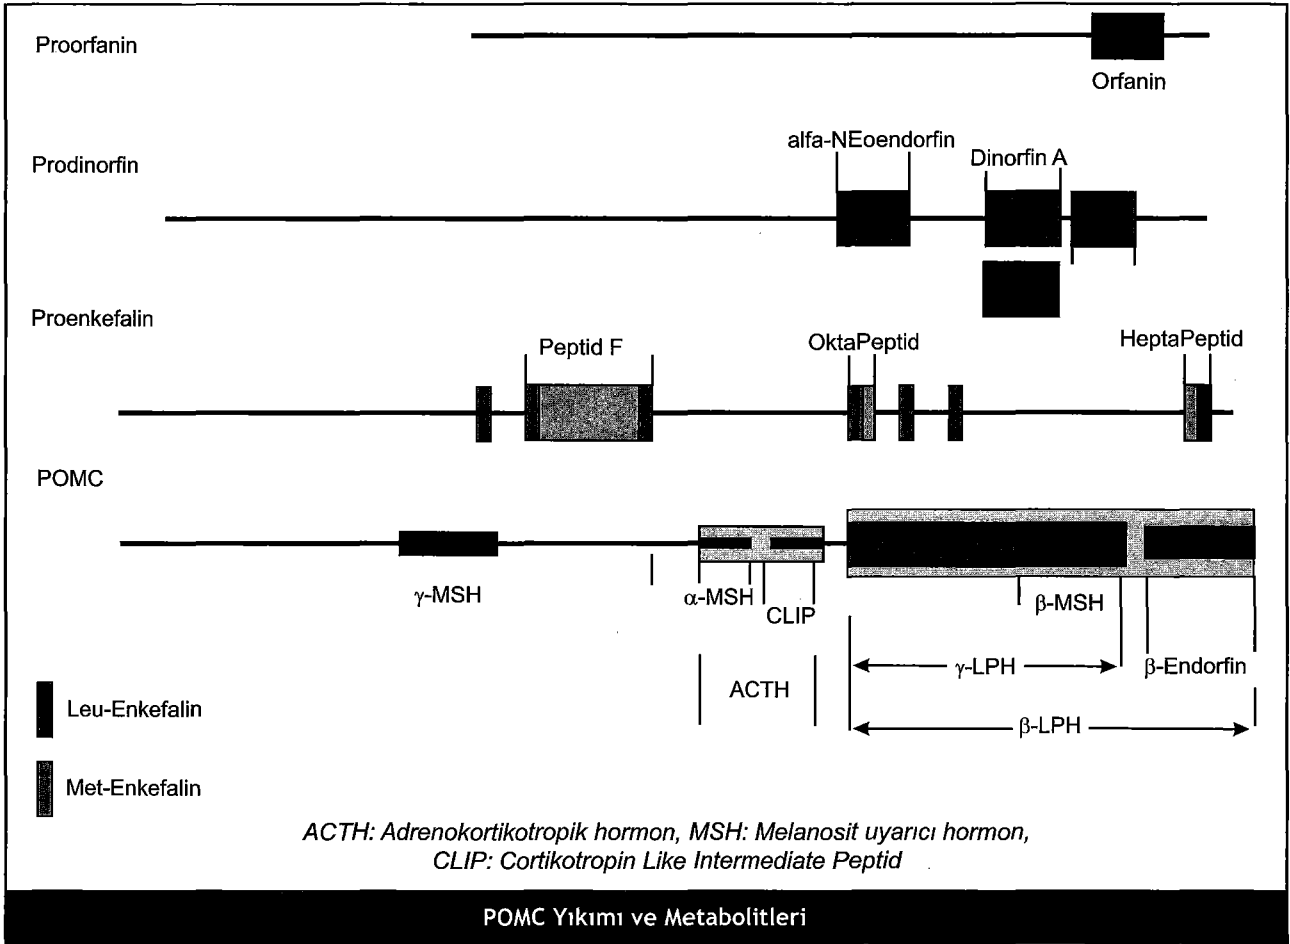 Proorfanin
Orfanin
alfa-NEoendorfin
Dinorfin A
Prodinorfin
Proenkefalin
Peptid F
OktaPeptid
HeptaPeptid
POMC
γ-MSH
α-MSH
CLIP
β-MSH
γ-LPH
β-Endorfin
ACTH
β-LPH
Leu-Enkefalin
Met-Enkefalin
ACTH: Adrenokortikotropik hormon, MSH: Melanosit uyarıcı hormon,
CLIP: Cortikotropin Like Intermediate Peptid
POMC Yıkımı ve Metabolitleri